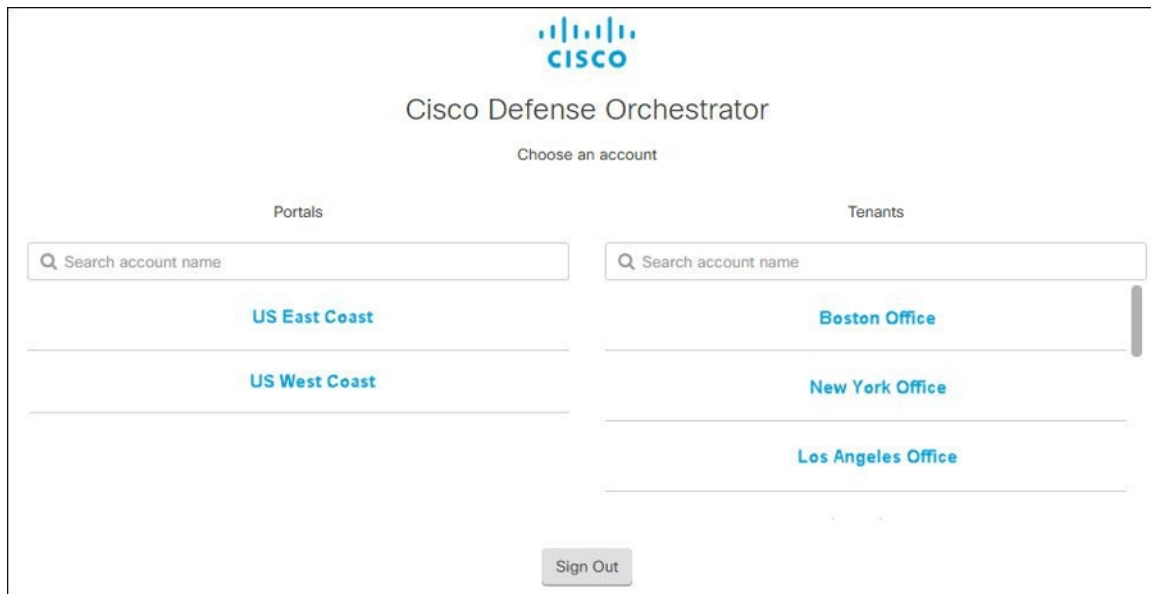 CISCO
Cisco Defense Orchestrator
Choose an account
Portals
Tenants
Search account name
Search account name
US East Coast
Boston Office
US West Coast
New York Office
Los Angeles Office
Sign Out